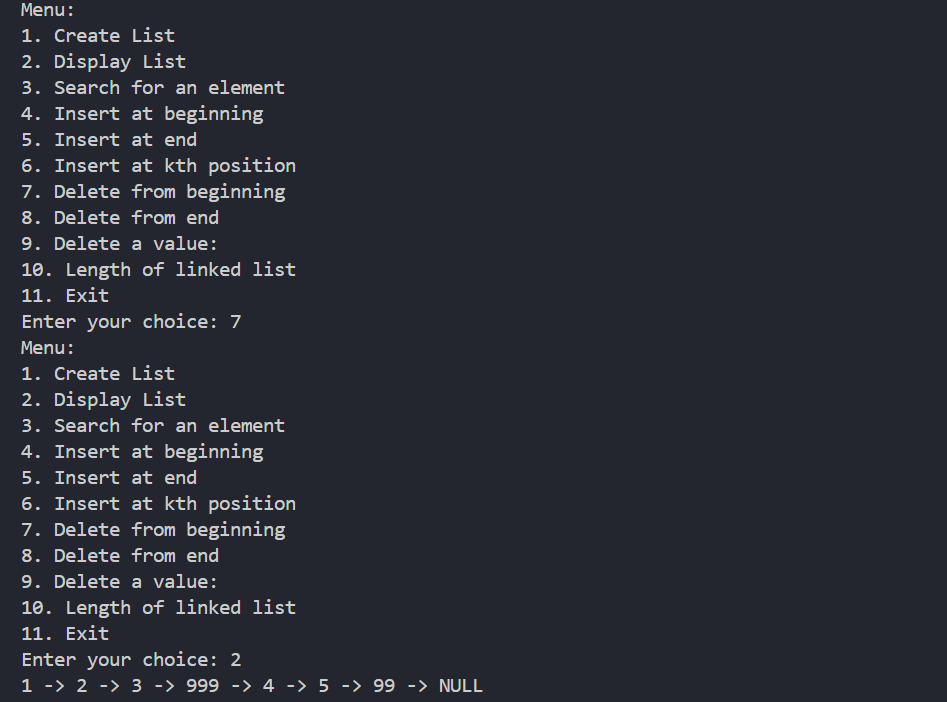 Menu:
1. Create List
2. Display List
3. Search for an element
4. Insert at beginning
5. Insert at end
6. Insert at kth position
7. Delete from beginning
8. Delete from end
9. Delete a value:
10. Length of linked list
11. Exit
Enter your choice: 7
Menu:
1. Create List
2. Display List
3. Search for an element
4. Insert at beginning
5. Insert at end
6. Insert at kth position
7. Delete from beginning
8. Delete from end
9. Delete a value:
10. Length of linked list
11. Exit
Enter your choice: 2
1 -> 2 -> 3 -> 999 -> 4 -> 5 -> 99 -> NULL